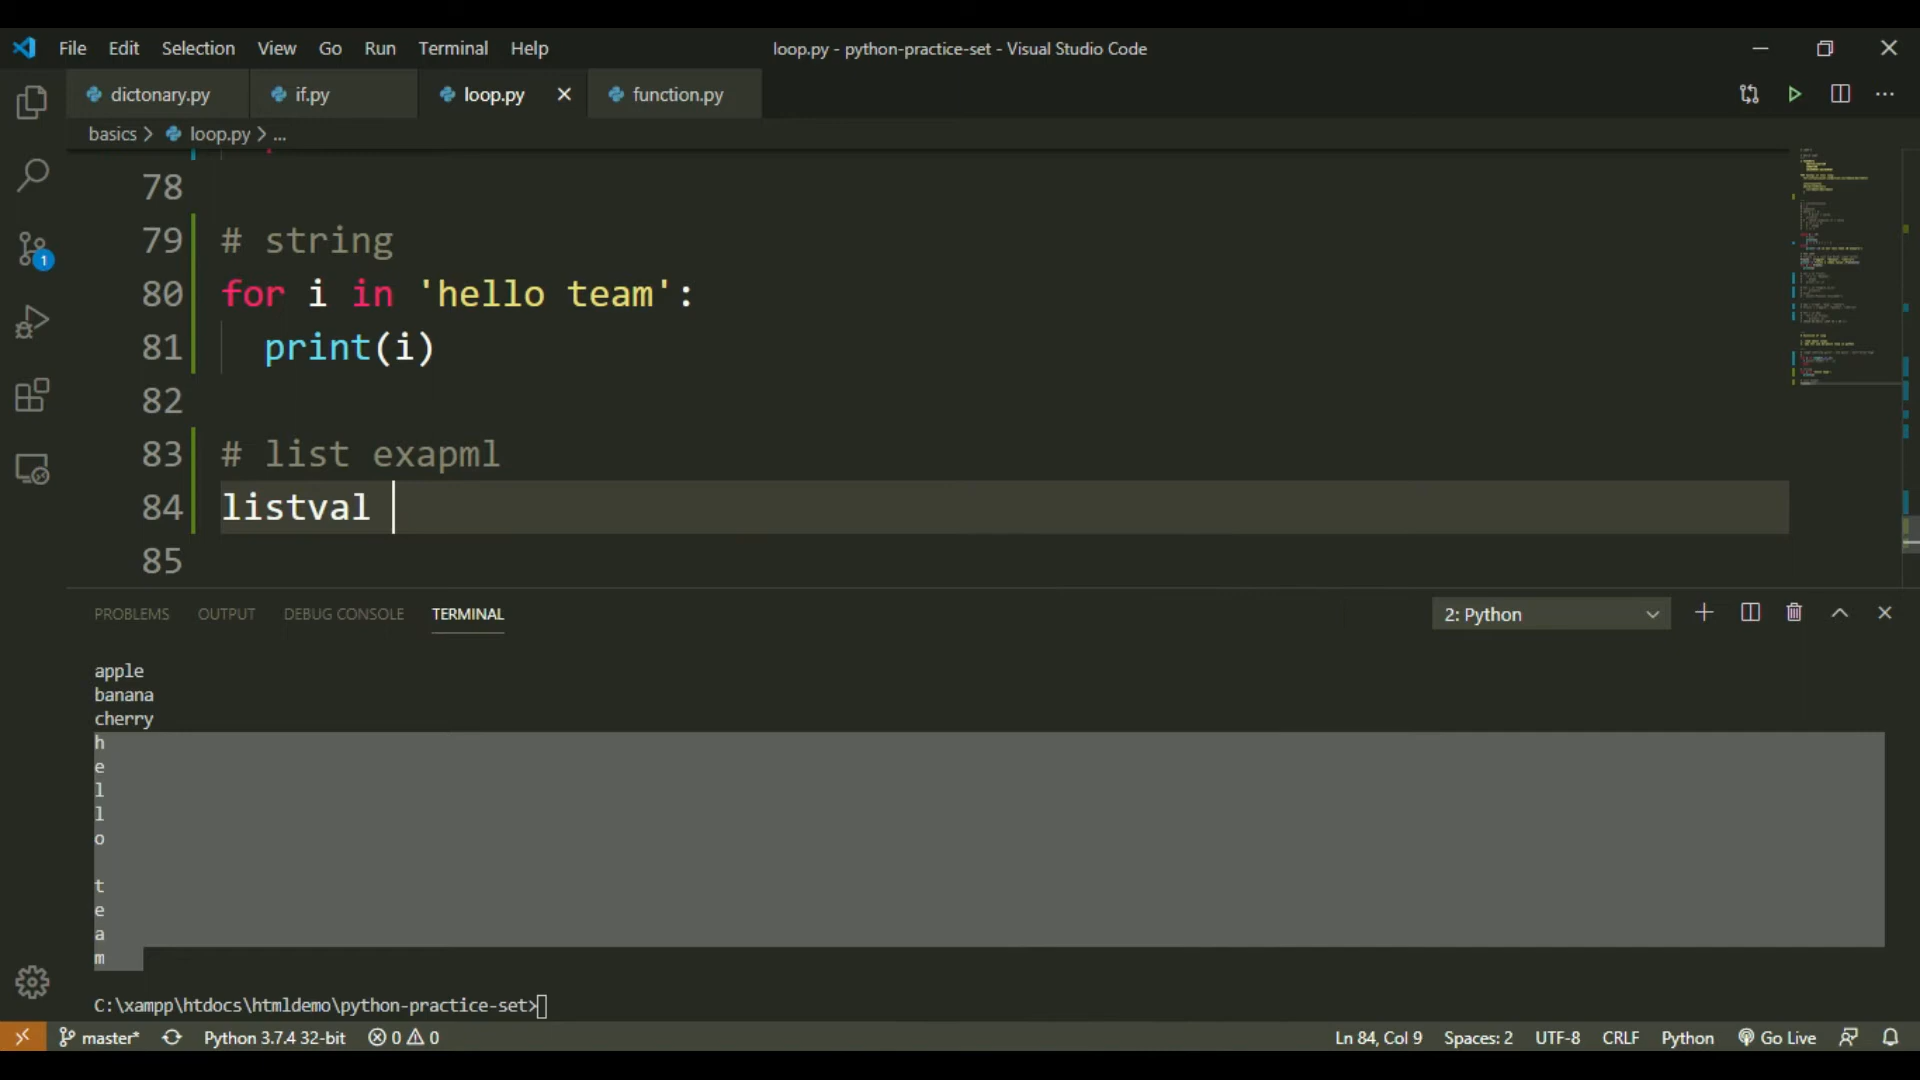 File Edit Selection View Go Run Terminal Help
loop.py - python-practice-set - Visual Studio Code
dictonary.py
if.py
loop.py
function.py
basics > loop.py > ...
78
79 # string
80 for i in 'hello team':
81 print(i)
82
83 # list exapml
84 listval
85
1
PROBLEMS OUTPUT DEBUG CONSOLE TERMINAL
2: Python
apple
banana
cherry
h
e
l
l
o
t
e
a
m
C:\xampp\htdocs\htmldemo\python-practice-set>
master* Python 3.7.4 32-bit 0 0
Ln 84, Col 9 Spaces: 2 UTF-8 CRLF Python Go Live